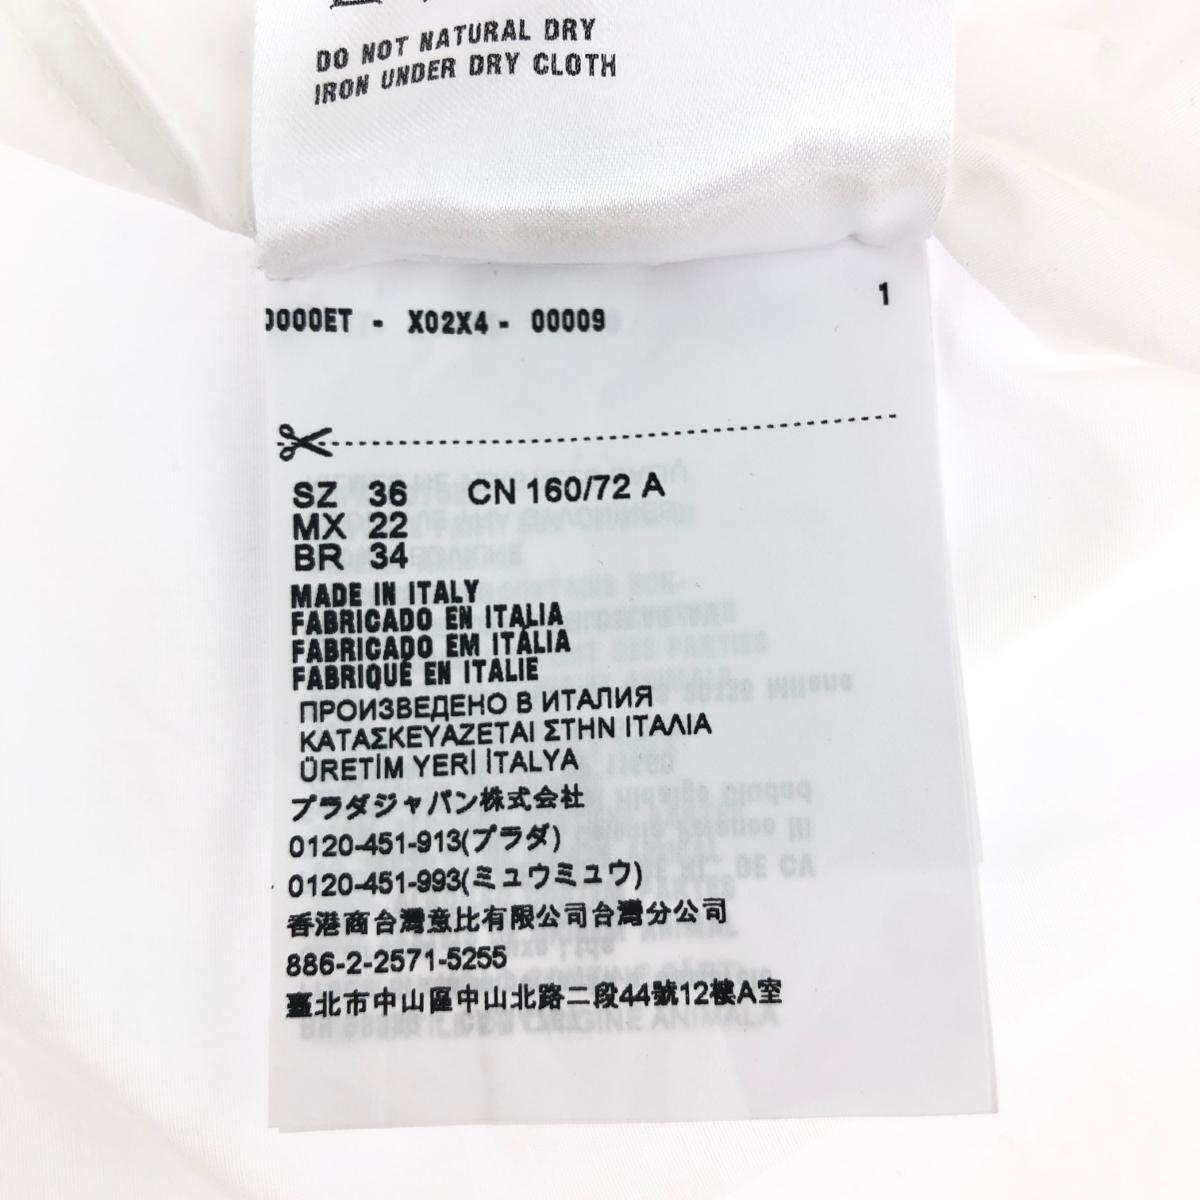 DO NOT NATURAL DRY
IRON UNDER DRY CLOTH
1
0000ET - X02X4 - 00009
SZ 36 CN 160/72 A
MX 22
BR 34
MADE IN ITALY
FABRICADO EN ITALIA
FABRICADO EM ITÁLIA
FABRIQUÉ EN ITALIE
ПРОИЗВЕДЕНО В ИТАЛИЯ
ΚΑΤΑΣΚΕΥΑΖΕΤΑΙ ΣΤΗΝ ΙΤΑΛΙΑ
ÜRETİM YERİ İTALYA
プラダジャパン株式会社
0120-451-913(プラダ)
0120-451-993(ミュウミュウ)
香港商台灣意比有限公司台灣分公司
886-2-2571-5255
臺北市中山區中山北路二段44號12樓A室